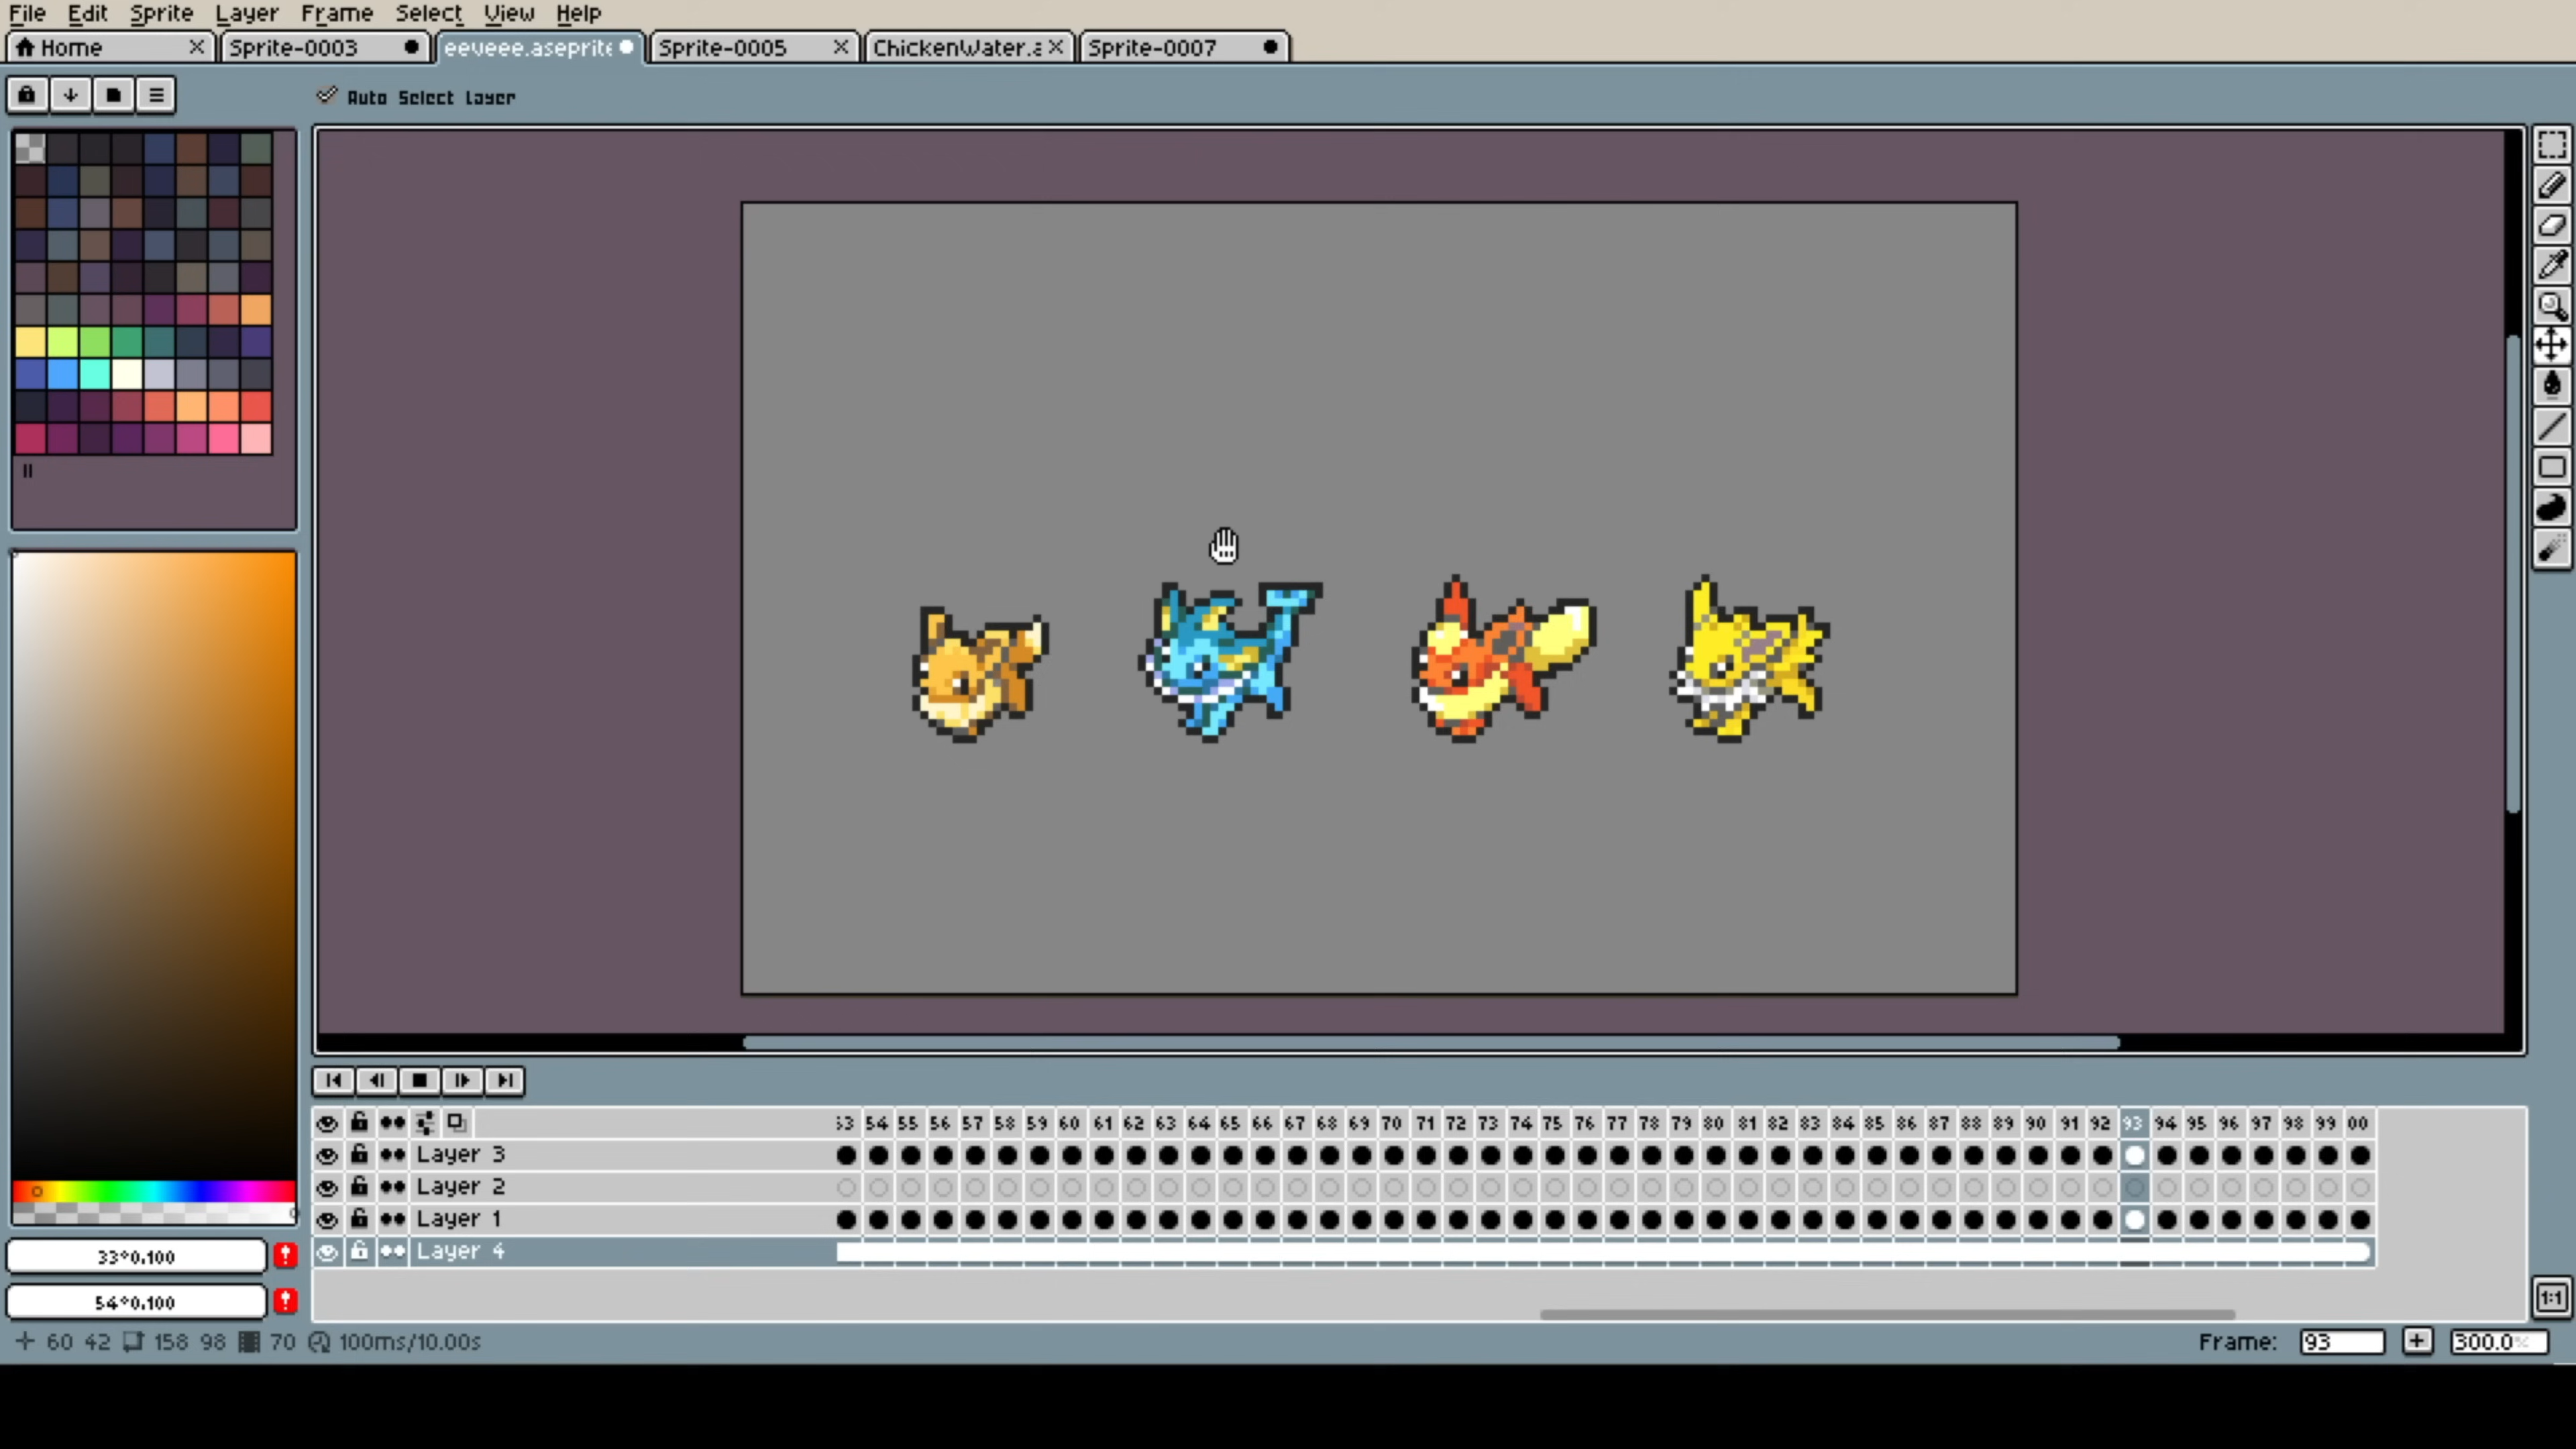 File Edit Sprite Layer Frame Select View Help
Home Sprite-0003 eeveee.aseprite Sprite-0005 ChickenWater.a Sprite-0007
Auto Select Layer
53 54 55 56 57 58 59 60 61 62 63 64 65 66 67 68 69 70 71 72 73 74 75 76 77 78 79 80 81 82 83 84 85 86 87 88 89 90 91 92 93 94 95 96 97 98 99 00
Layer 3
Layer 2
Layer 1
Layer 4
33°0,100
54°0,100
1:1
60 42 158 98 70 100ms/10.00s Frame: 93 + 300.0%